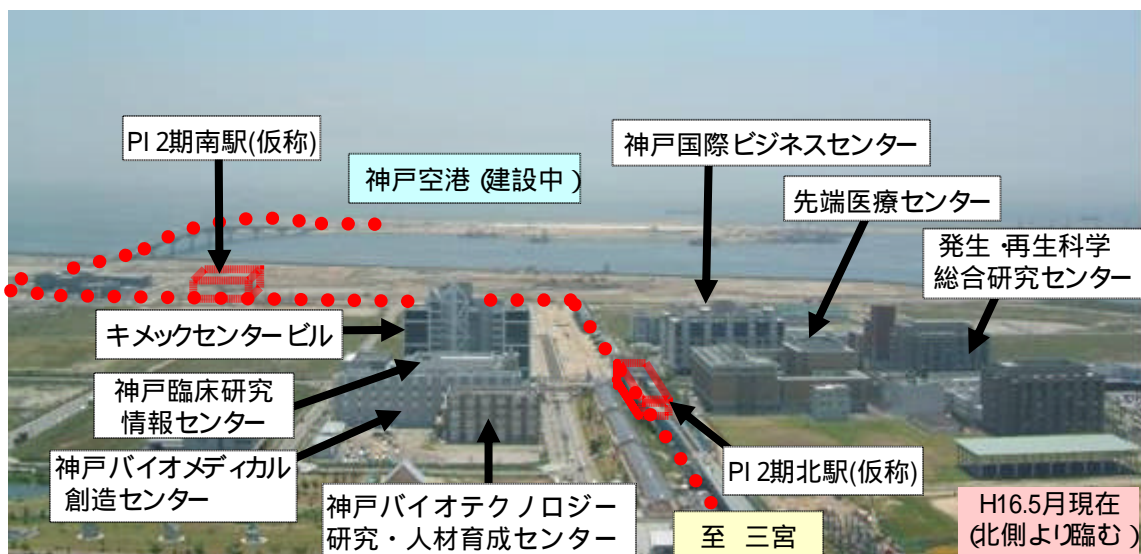 PI 2期南駅(仮称)
神戸空港 (建設中)
神戸国際ビジネスセンター
先端医療センター
発生・再生科学
総合研究センター
キメックセンタービル
神戸臨床研究
情報センター
神戸バイオメディカル
創造センター
神戸バイオテクノロジー
研究・人材育成センター
PI 2期北駅(仮称)
至 三宮
H16.5月現在
(北側より臨む)